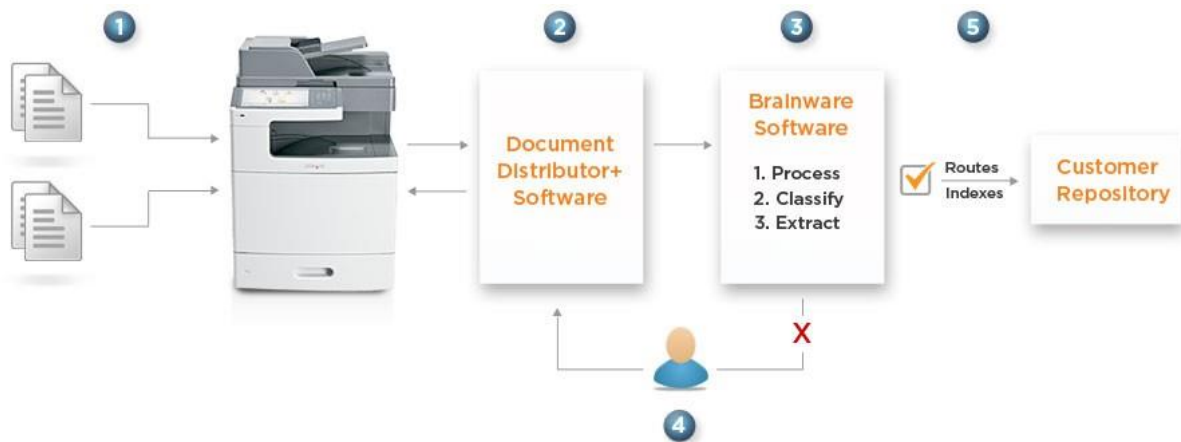 1
2
3
5
Document
Distributor+
Software
Brainware
Software
1. Process
2. Classify
3. Extract
Routes
Indexes
Customer
Repository
X
4